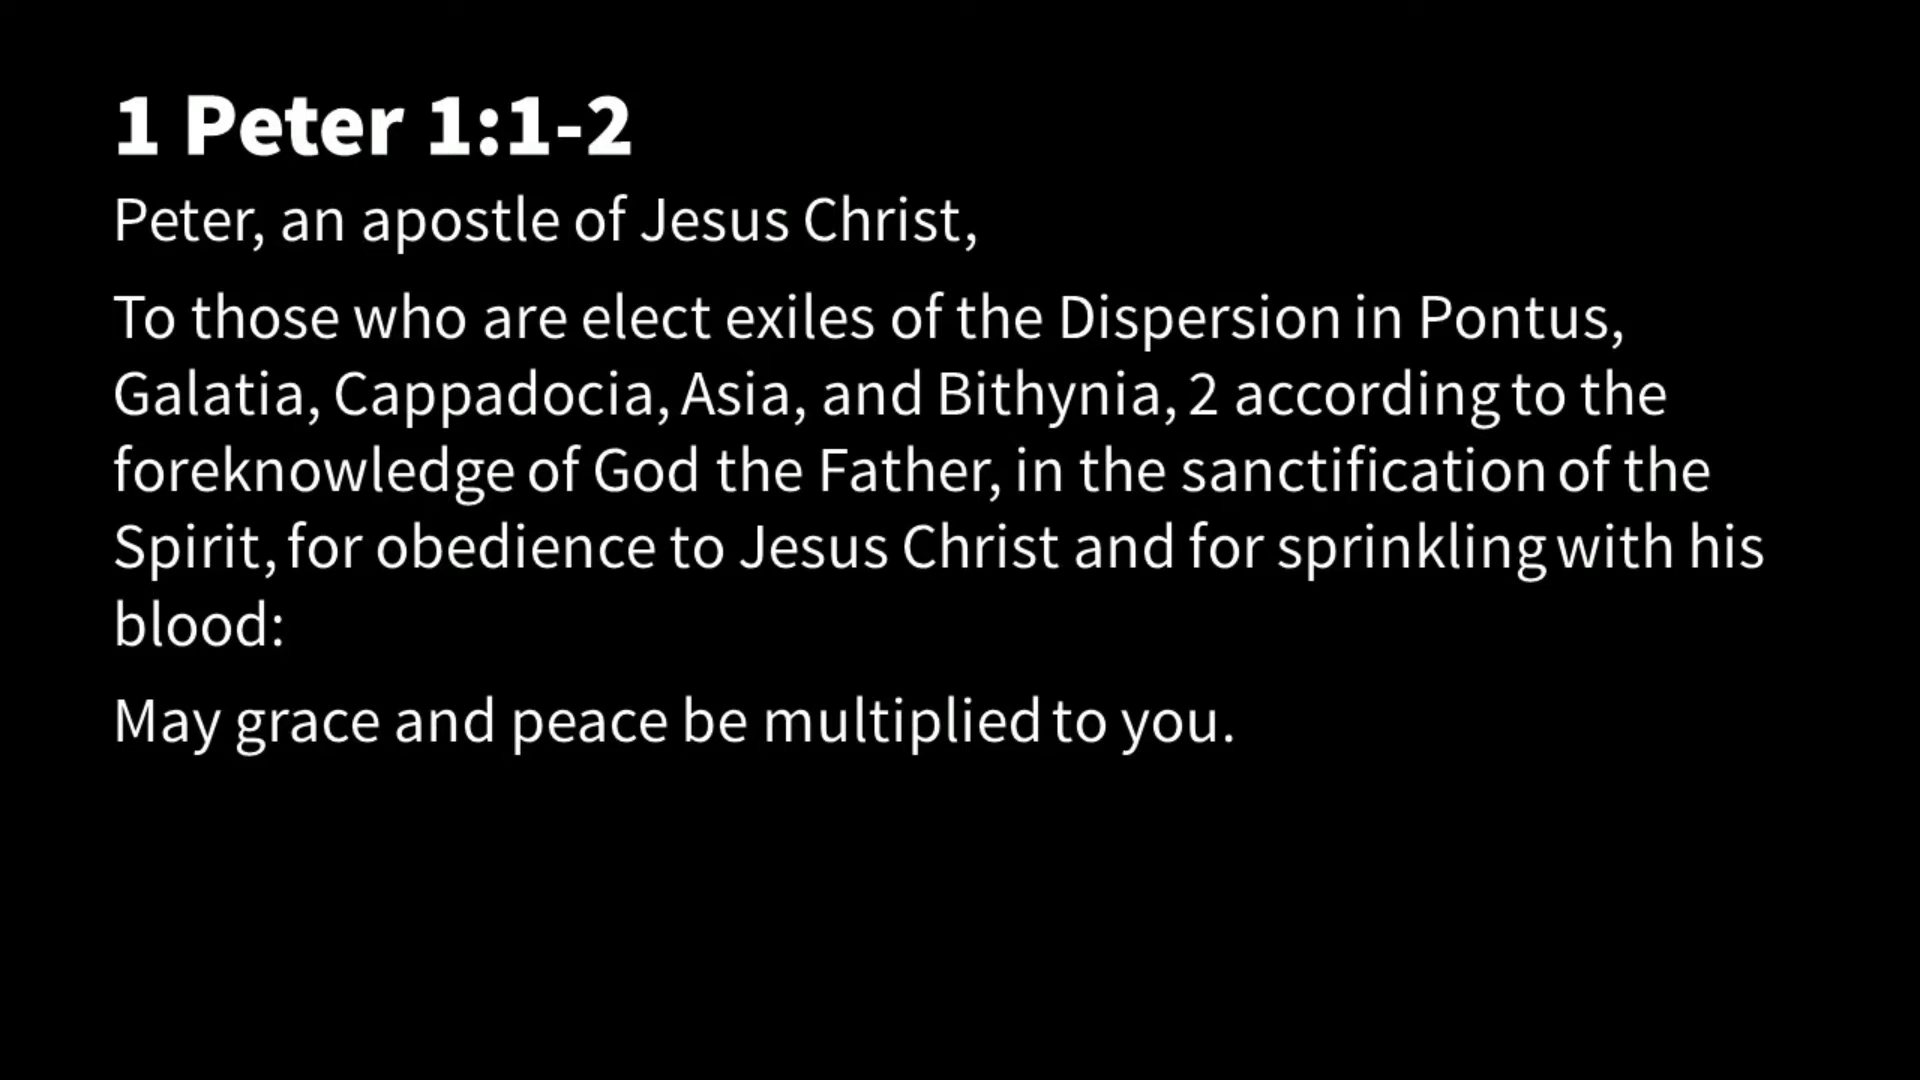 1 Peter 1:1-2
Peter, an apostle of Jesus Christ,
To those who are elect exiles of the Dispersion in Pontus,
Galatia, Cappadocia, Asia, and Bithynia, 2 according to the
foreknowledge of God the Father, in the sanctification of the
Spirit, for obedience to Jesus Christ and for sprinkling with his
blood:
May grace and peace be multiplied to you.